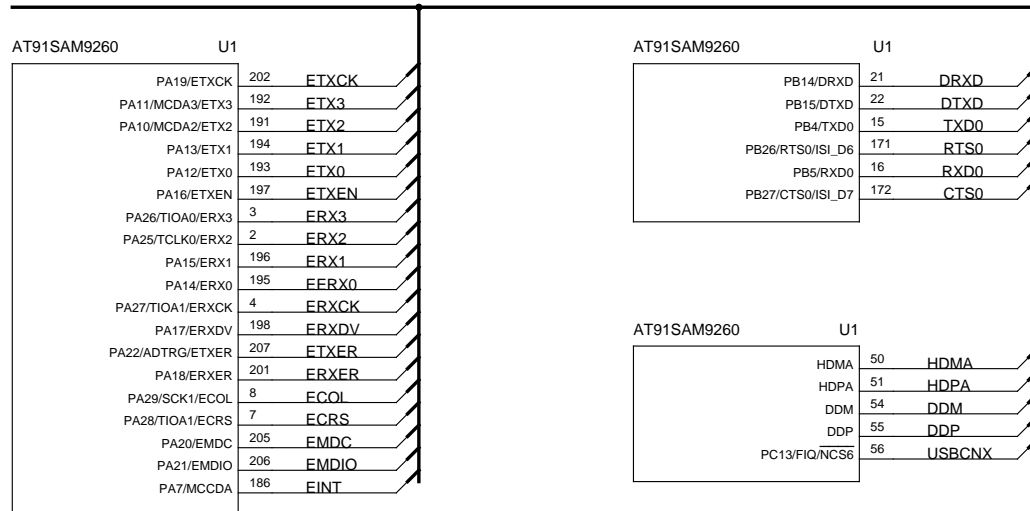 AT91SAM9260 U1
PA19/ETXCK 202 ETXCK
PA11/MCDA3/ETX3 192 ETX3
PA10/MCDA2/ETX2 191 ETX2
PA13/ETX1 194 ETX1
PA12/ETX0 193 ETX0
PA16/ETXEN 197 ETXEN
PA26/TIOA0/ERX3 3 ERX3
PA25/TCLK0/ERX2 2 ERX2
PA15/ERX1 196 ERX1
PA14/ERX0 195 EERX0
PA27/TIOA1/ERXCK 4 ERXCK
PA17/ERXDV 198 ERXDV
PA22/ADTRG/ETXER 207 ETXER
PA18/ERXER 201 ERXER
PA29/SCK1/ECOL 8 ECOL
PA28/TIOA1/ECRS 7 ECRS
PA20/EMDC 205 EMDC
PA21/EMDIO 206 EMDIO
PA7/MCCDA 186 EINT
AT91SAM9260 U1
PB14/DRXD 21 DRXD
PB15/DTXD 22 DTXD
PB4/TXD0 15 TXD0
PB26/RTS0/ISI_D6 171 RTS0
PB5/RXD0 16 RXD0
PB27/CTS0/ISI_D7 172 CTS0
AT91SAM9260 U1
HDMA 50 HDMA
HDPA 51 HDPA
DDM 54 DDM
DDP 55 DDP
PC13/FIQ/NCS6 56 USBCNX